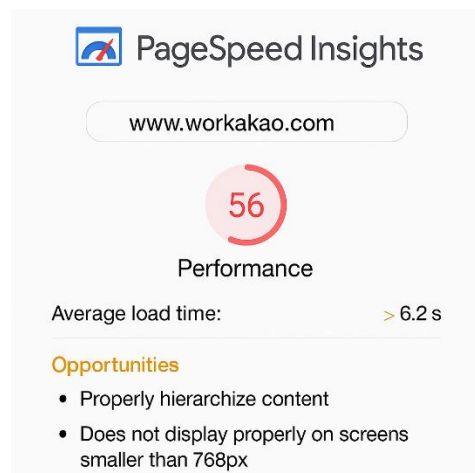 PageSpeed Insights
www.workakao.com
56
Performance
Average load time: > 6.2 s
Opportunities
• Properly hierarchize content
• Does not display properly on screens
smaller than 768px